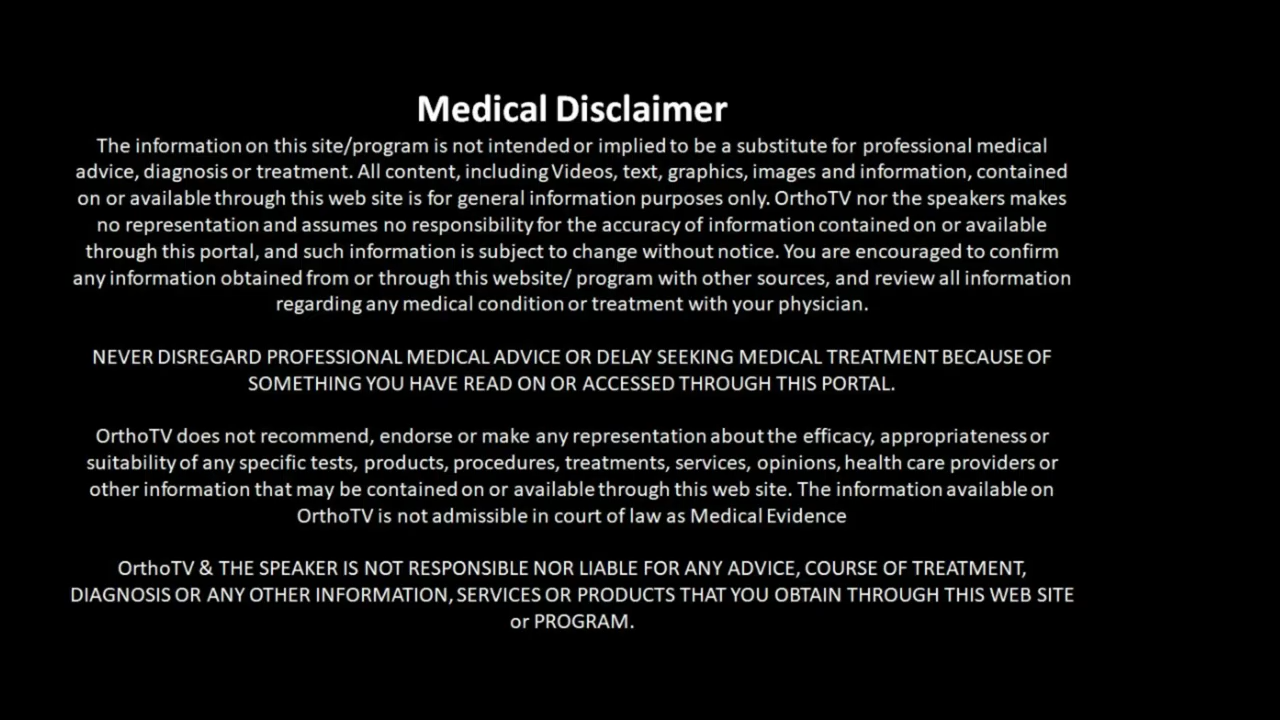 Medical Disclaimer
The information on this site/program is not intended or implied to be a substitute for professional medical
advice, diagnosis or treatment. All content, including Videos, text, graphics, images and information, contained
on or available through this web site is for general information purposes only. OrthoTV nor the speakers makes
no representation and assumes no responsibility for the accuracy of information contained on or available
through this portal, and such information is subject to change without notice. You are encouraged to confirm
any information obtained from or through this website/ program with other sources, and review all information
regarding any medical condition or treatment with your physician.
NEVER DISREGARD PROFESSIONAL MEDICAL ADVICE OR DELAY SEEKING MEDICAL TREATMENT BECAUSE OF
SOMETHING YOU HAVE READ ON OR ACCESSED THROUGH THIS PORTAL.
OrthoTV does not recommend, endorse or make any representation about the efficacy, appropriateness or
suitability of any specific tests, products, procedures, treatments, services, opinions, health care providers or
other information that may be contained on or available through this web site. The information available on
OrthoTV is not admissible in court of law as Medical Evidence
OrthoTV & THE SPEAKER IS NOT RESPONSIBLE NOR LIABLE FOR ANY ADVICE, COURSE OF TREATMENT,
DIAGNOSIS OR ANY OTHER INFORMATION, SERVICES OR PRODUCTS THAT YOU OBTAIN THROUGH THIS WEB SITE
or PROGRAM.